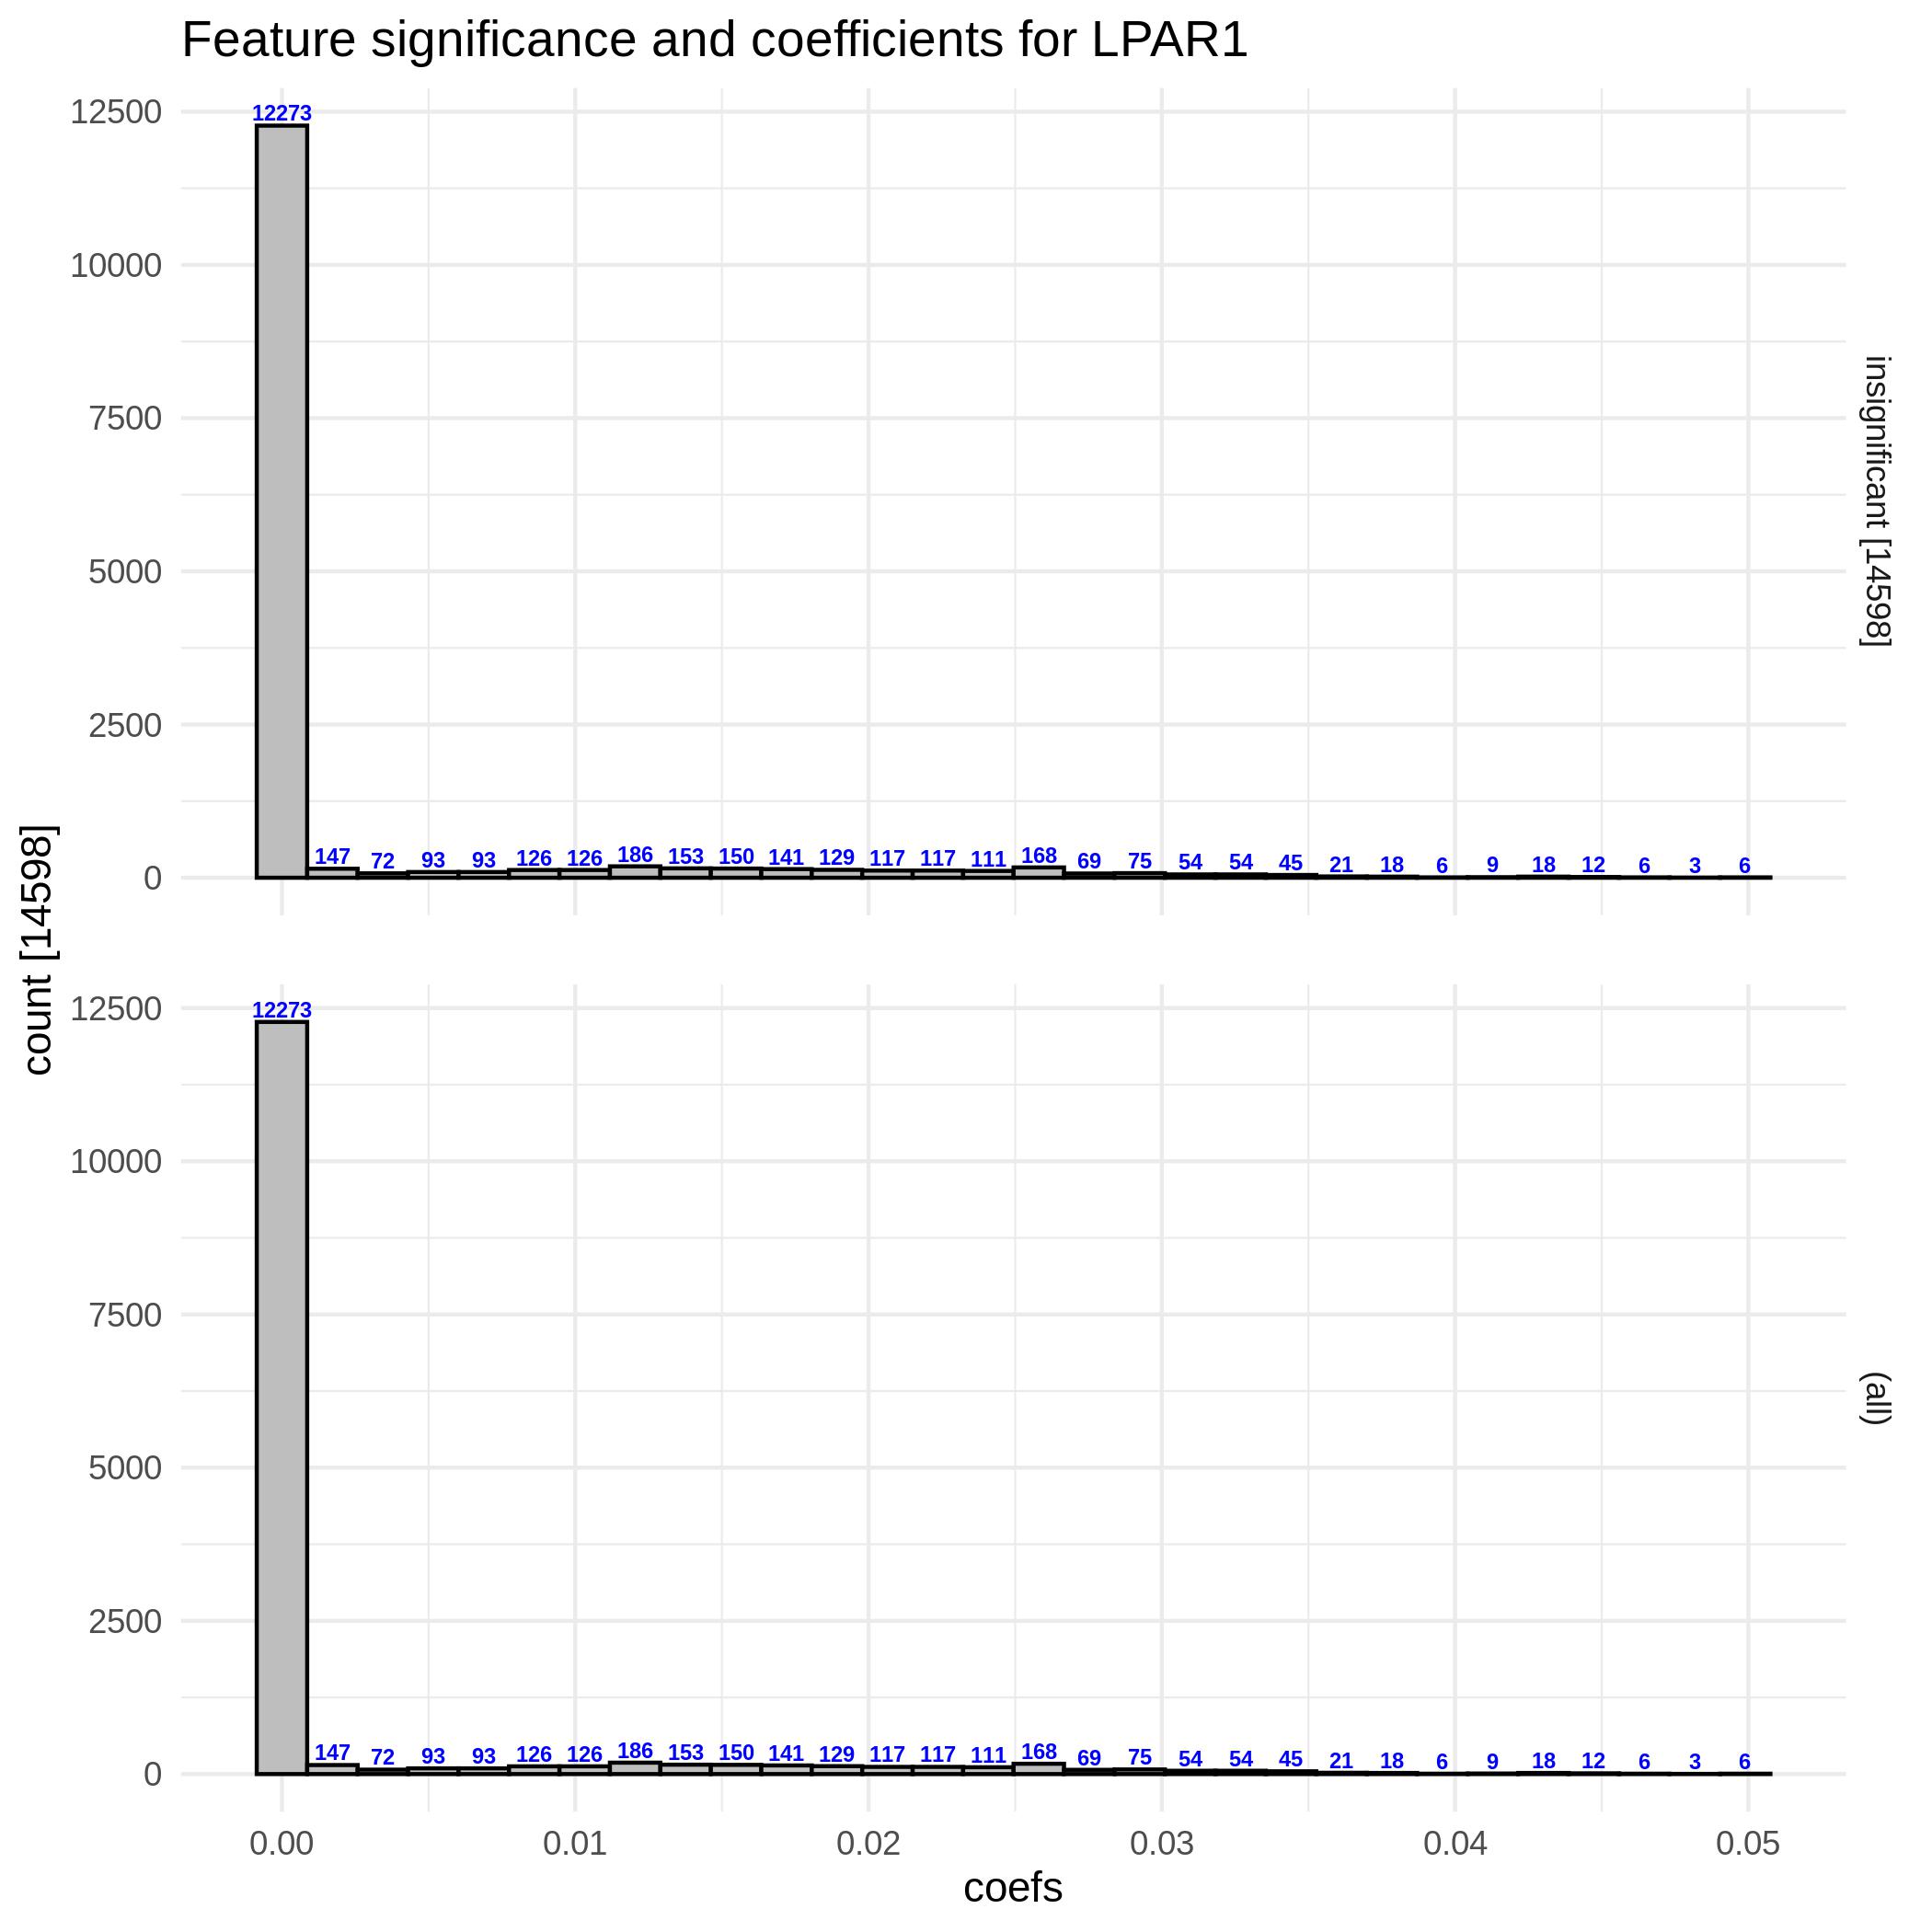 Feature significance and coefficients for LPAR1
12500
10000
7500
5000
2500
0
12273
147 72 93 93 126 126 186 153 150 141 129 117 117 111 168 69 75 54 54 45 21 18 6 9 18 12 6 3 6
insignificant [14598]
count [14598]
12500
10000
7500
5000
2500
0
12273
147 72 93 93 126 126 186 153 150 141 129 117 117 111 168 69 75 54 54 45 21 18 6 9 18 12 6 3 6
(all)
0.00 0.01 0.02 0.03 0.04 0.05
coefs